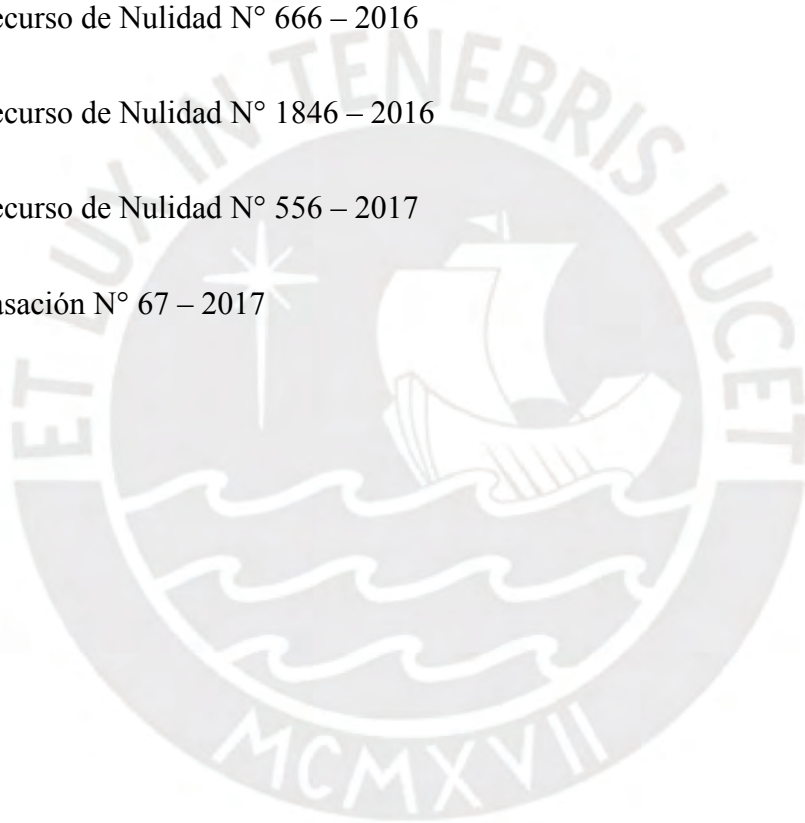 ecurso de Nulidad N° 666 – 2016
ecurso de Nulidad N° 1846 – 2016
ecurso de Nulidad N° 556 – 2017
asación N° 67 – 2017
ET LUX IN TENEBRIS LUCET
MCMXVII